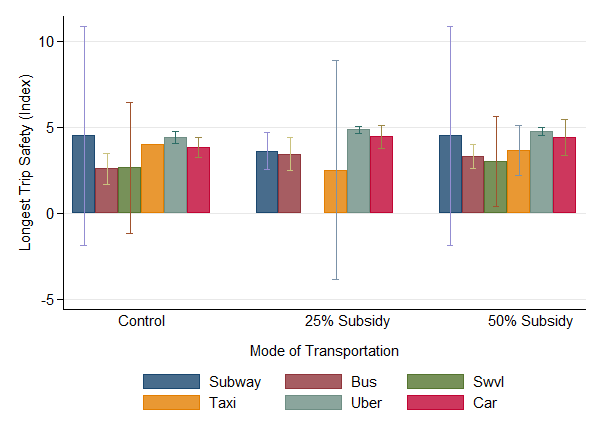 Longest Trip Safety (Index)
10
5
0
-5
Control 25% Subsidy 50% Subsidy
Mode of Transportation
Subway Bus Swvl
Taxi Uber Car